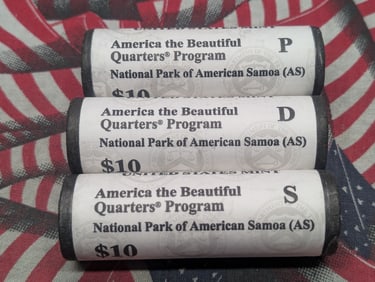 P
America the Beautiful
Quarters® Program
National Park of American Samoa (AS)
$10
D
America the Beautiful
Quarters® Program
National Park of American Samoa (AS)
$10
UNITED STATES MINT
S
America the Beautiful
Quarters® Program
National Park of American Samoa (AS)
$10